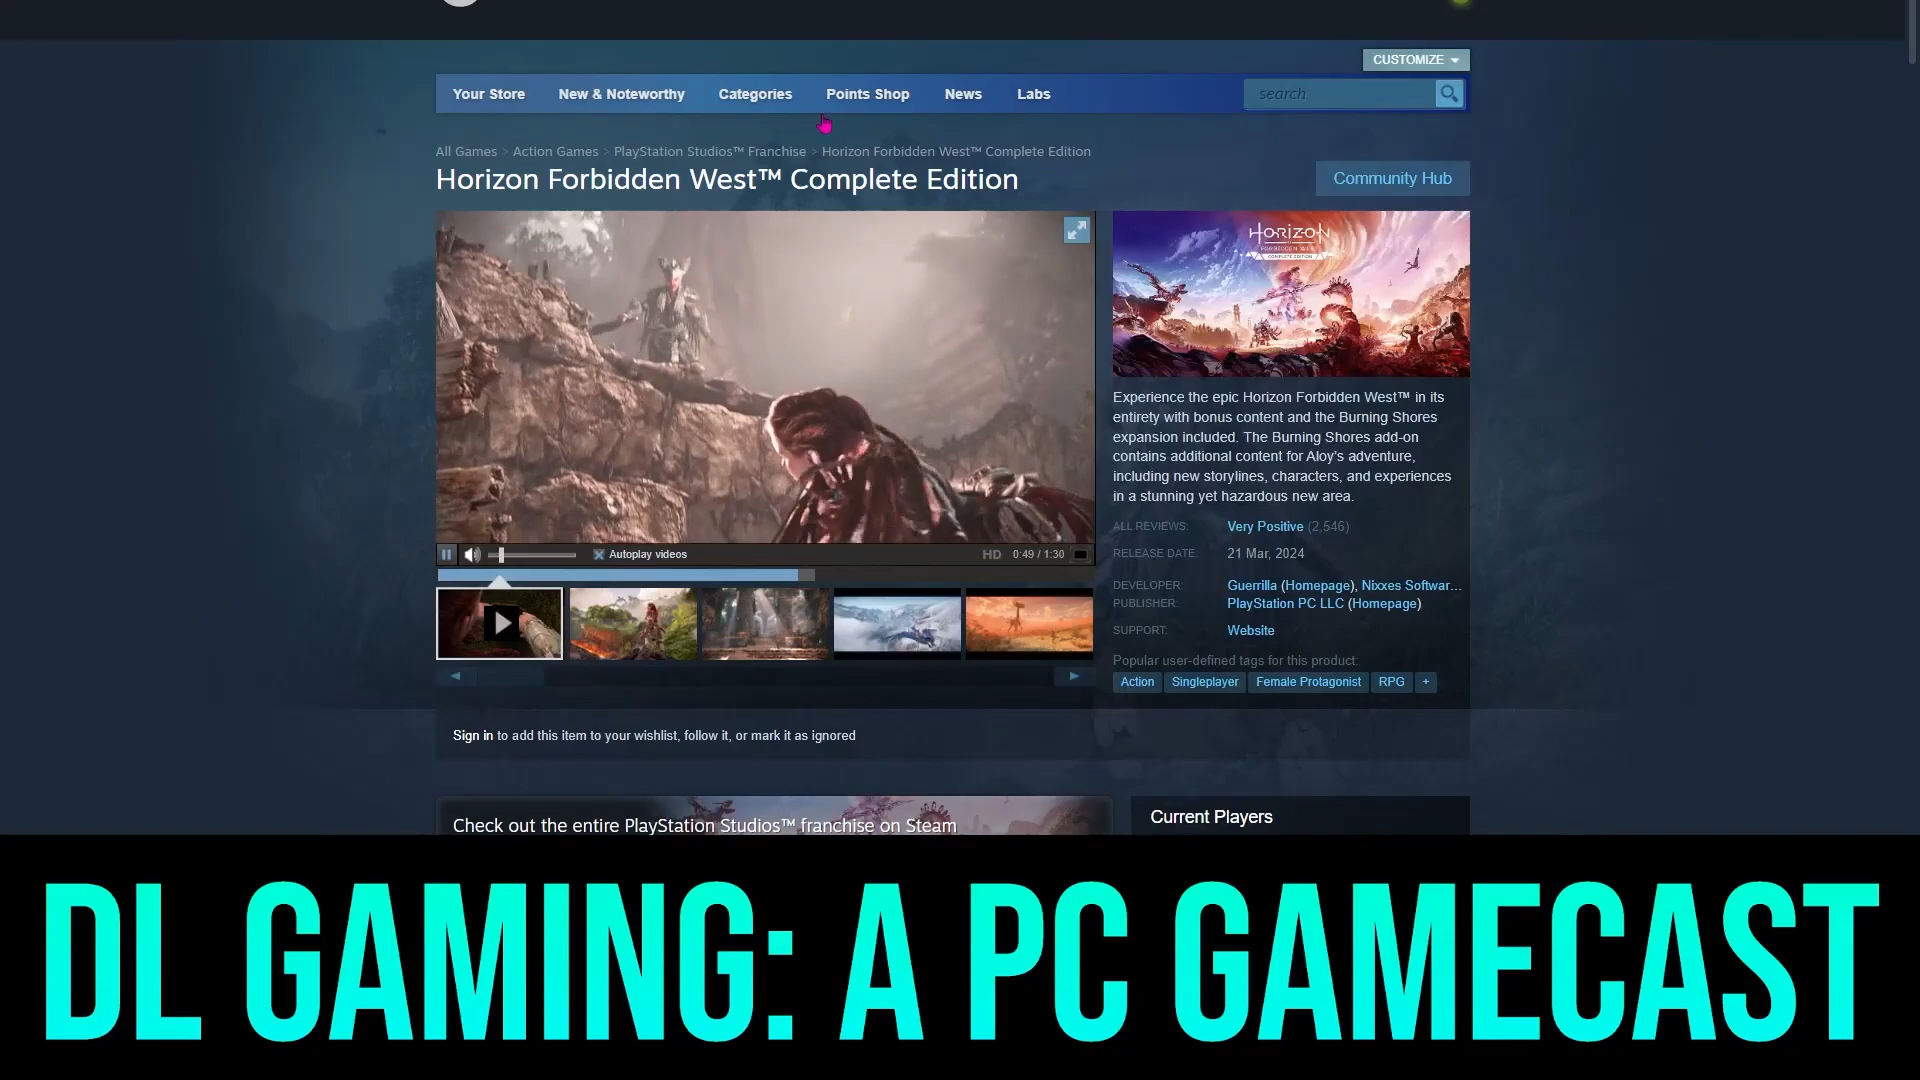 CUSTOMIZE
Your Store New & Noteworthy Categories Points Shop News Labs search
All Games > Action Games > PlayStation Studios™ Franchise > Horizon Forbidden West™ Complete Edition
Horizon Forbidden West™ Complete Edition
Community Hub
HORIZON
FORBIDDEN WEST
COMPLETE EDITION
Experience the epic Horizon Forbidden West™ in its
entirety with bonus content and the Burning Shores
expansion included. The Burning Shores add-on
contains additional content for Aloy's adventure,
including new storylines, characters, and experiences
in a stunning yet hazardous new area.
ALL REVIEWS: Very Positive (2,546)
RELEASE DATE: 21 Mar, 2024
DEVELOPER: Guerrilla (Homepage), Nixxes Softwar...
PUBLISHER: PlayStation PC LLC (Homepage)
SUPPORT: Website
Popular user-defined tags for this product:
Action Singleplayer Female Protagonist RPG +
Autoplay videos HD 0:49 / 1:30
Sign in to add this item to your wishlist, follow it, or mark it as ignored
Check out the entire PlayStation Studios™ franchise on Steam
Current Players
DL GAMING: A PC GAMECAST